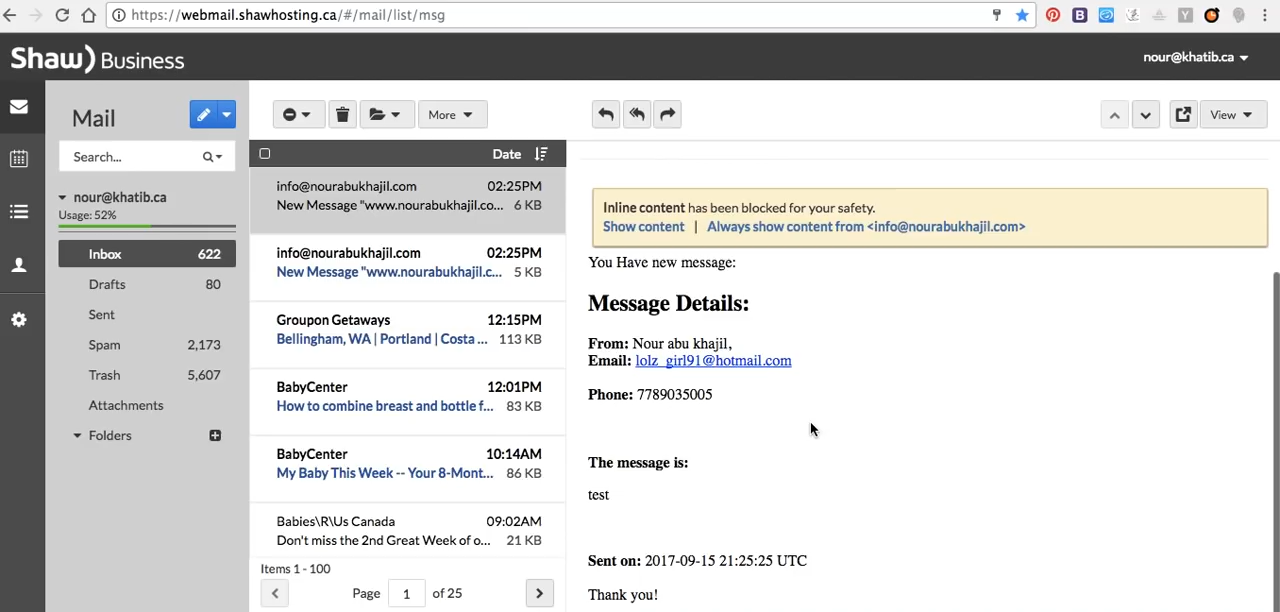 https://webmail.shawhosting.ca/#/mail/list/msg
Shaw) Business
nour@khatib.ca
Mail
Search...
nour@khatib.ca
Usage: 52%
Inbox 622
Drafts 80
Sent
Spam 2,173
Trash 5,607
Attachments
Folders
More
Date
info@nourabukhajil.com 02:25PM
New Message "www.nourabukhajil.co... 6 KB
info@nourabukhajil.com 02:25PM
New Message "www.nourabukhajil.c... 5 KB
Groupon Getaways 12:15PM
Bellingham, WA | Portland | Costa ... 113 KB
BabyCenter 12:01PM
How to combine breast and bottle f... 83 KB
BabyCenter 10:14AM
My Baby This Week -- Your 8-Mont... 86 KB
Babies\R\Us Canada 09:02AM
Don't miss the 2nd Great Week of o... 21 KB
Items 1 - 100
Page 1 of 25
View
Inline content has been blocked for your safety.
Show content | Always show content from <info@nourabukhajil.com>
You Have new message:
Message Details:
From: Nour abu khajil,
Email: lolz_girl91@hotmail.com
Phone: 7789035005
The message is:
test
Sent on: 2017-09-15 21:25:25 UTC
Thank you!